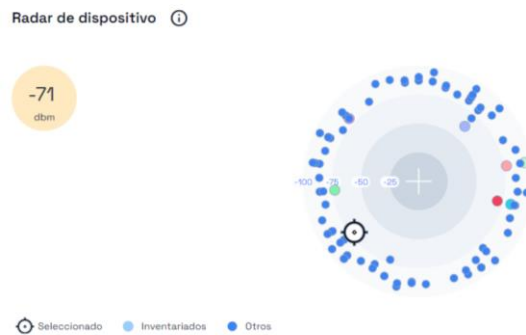 Radar de dispositivo
-71
dbm
-100 -75 -50 -25
Seleccionado Inventariados Otros